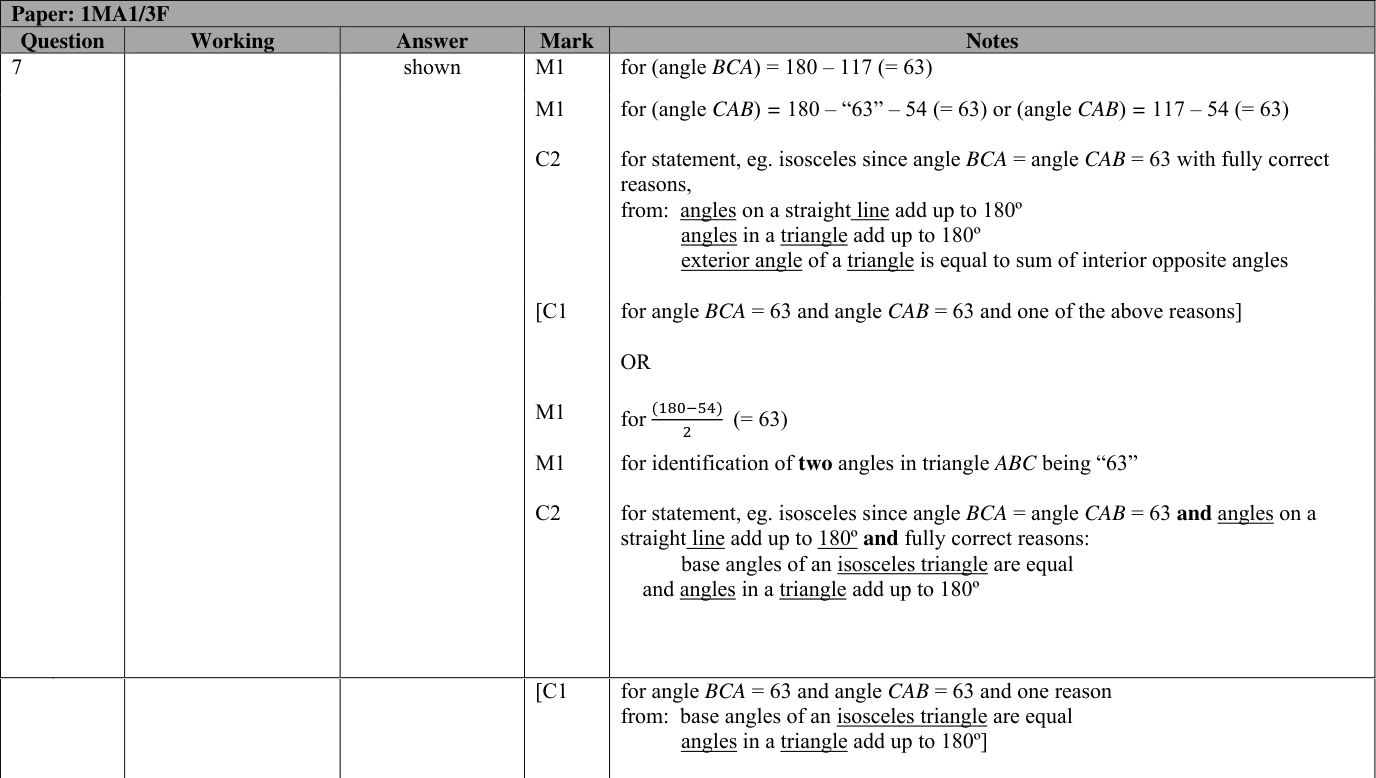 Paper: 1MA1/3F
Question Working Answer Mark Notes
7 shown M1 for (angle BCA) = 180 – 117 (= 63)
M1 for (angle CAB) = 180 – “63” – 54 (= 63) or (angle CAB) = 117 – 54 (= 63)
C2 for statement, eg. isosceles since angle BCA = angle CAB = 63 with fully correct
reasons,
from: angles on a straight line add up to 180º
angles in a triangle add up to 180º
exterior angle of a triangle is equal to sum of interior opposite angles
[C1 for angle BCA = 63 and angle CAB = 63 and one of the above reasons]
OR
M1 for (180−54)/2 (= 63)
M1 for identification of two angles in triangle ABC being “63”
C2 for statement, eg. isosceles since angle BCA = angle CAB = 63 and angles on a
straight line add up to 180º and fully correct reasons:
base angles of an isosceles triangle are equal
and angles in a triangle add up to 180º
[C1 for angle BCA = 63 and angle CAB = 63 and one reason
from: base angles of an isosceles triangle are equal
angles in a triangle add up to 180º]